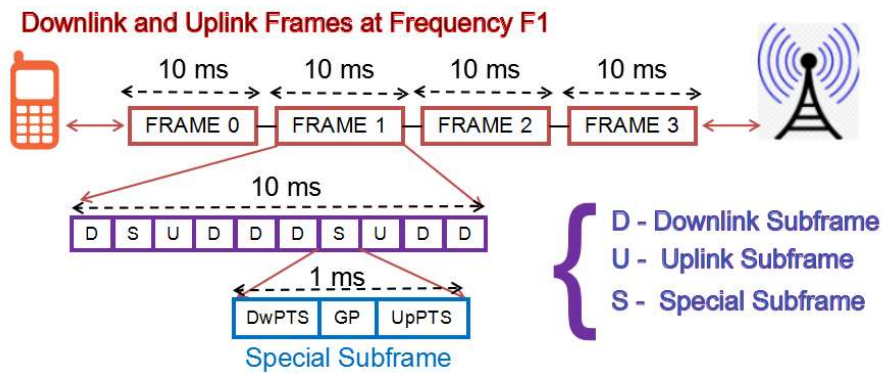 Downlink and Uplink Frames at Frequency F1
10 ms 10 ms 10 ms 10 ms
FRAME 0 FRAME 1 FRAME 2 FRAME 3
10 ms
D S U D D D S U D D
D - Downlink Subframe
U - Uplink Subframe
S - Special Subframe
1 ms
DwPTS GP UpPTS
Special Subframe